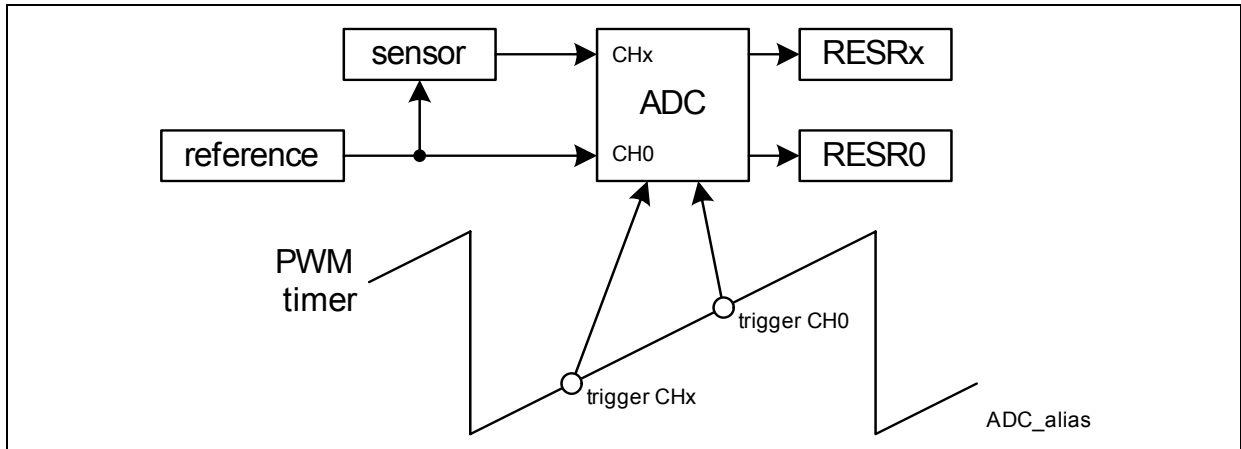 sensor
CHx
RESRx
ADC
reference
CH0
RESR0
PWM
timer
trigger CH0
trigger CHx
ADC_alias